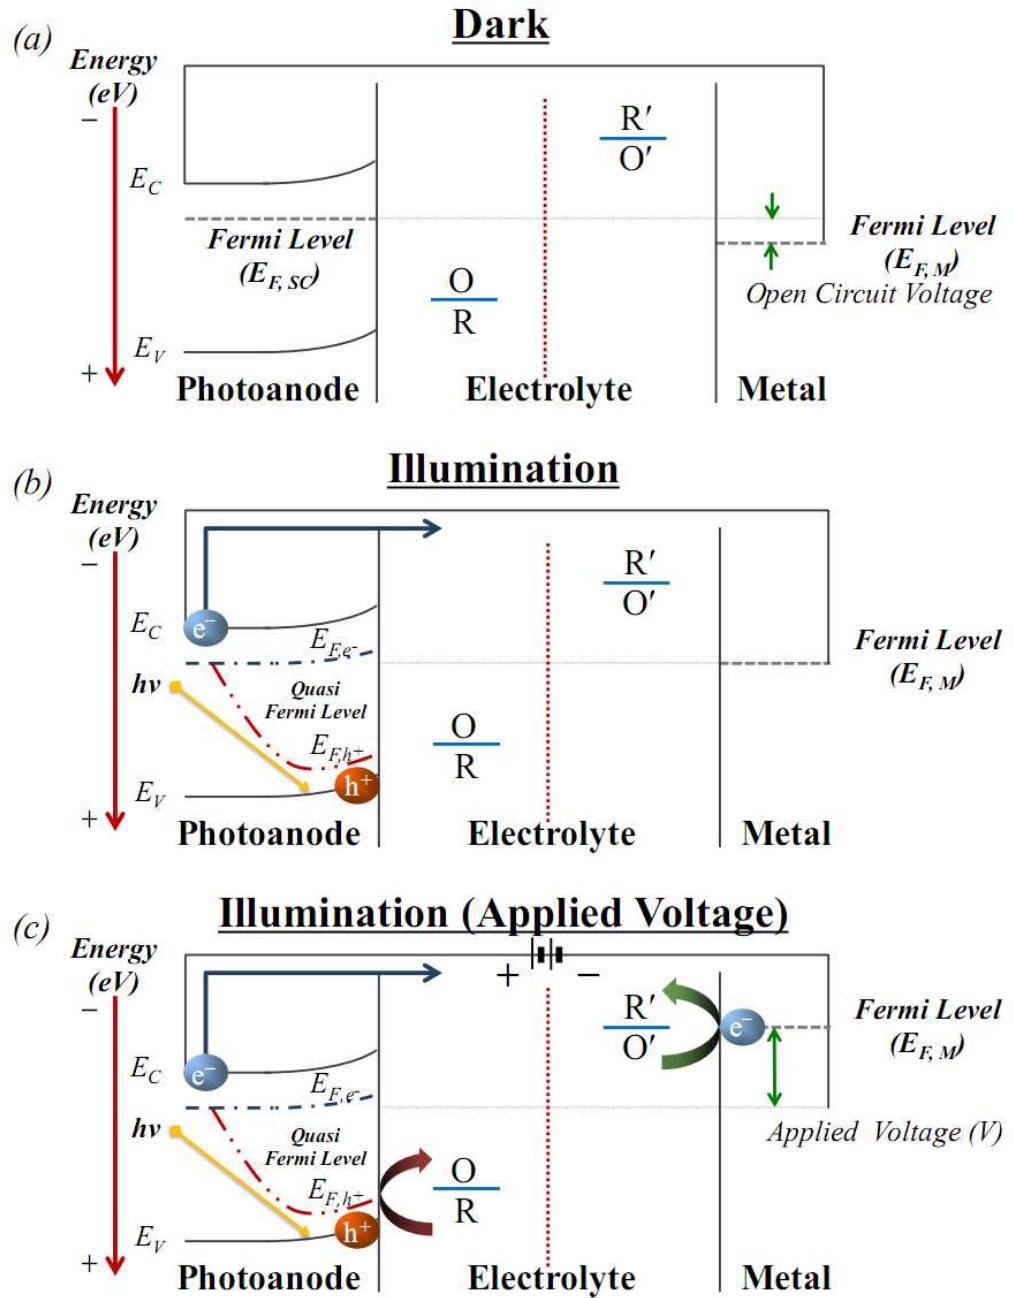 (a)
Dark
Energy
(eV)
−
E_C
R′
O′
Fermi Level
(E_F, SC)
Fermi Level
(E_F, M)
O
R
Open Circuit Voltage
E_V
+
Photoanode
Electrolyte
Metal
(b)
Illumination
Energy
(eV)
−
R′
O′
E_C
e−
E_F,e-
Fermi Level
(E_F, M)
hν
Quasi
Fermi Level
O
R
E_F,h+
h+
E_V
+
Photoanode
Electrolyte
Metal
(c)
Illumination (Applied Voltage)
Energy
(eV)
+
−
−
R′
O′
e−
Fermi Level
(E_F, M)
E_C
e−
E_F,e-
hν
Quasi
Fermi Level
Applied Voltage (V)
O
R
E_F,h+
h+
E_V
+
Photoanode
Electrolyte
Metal